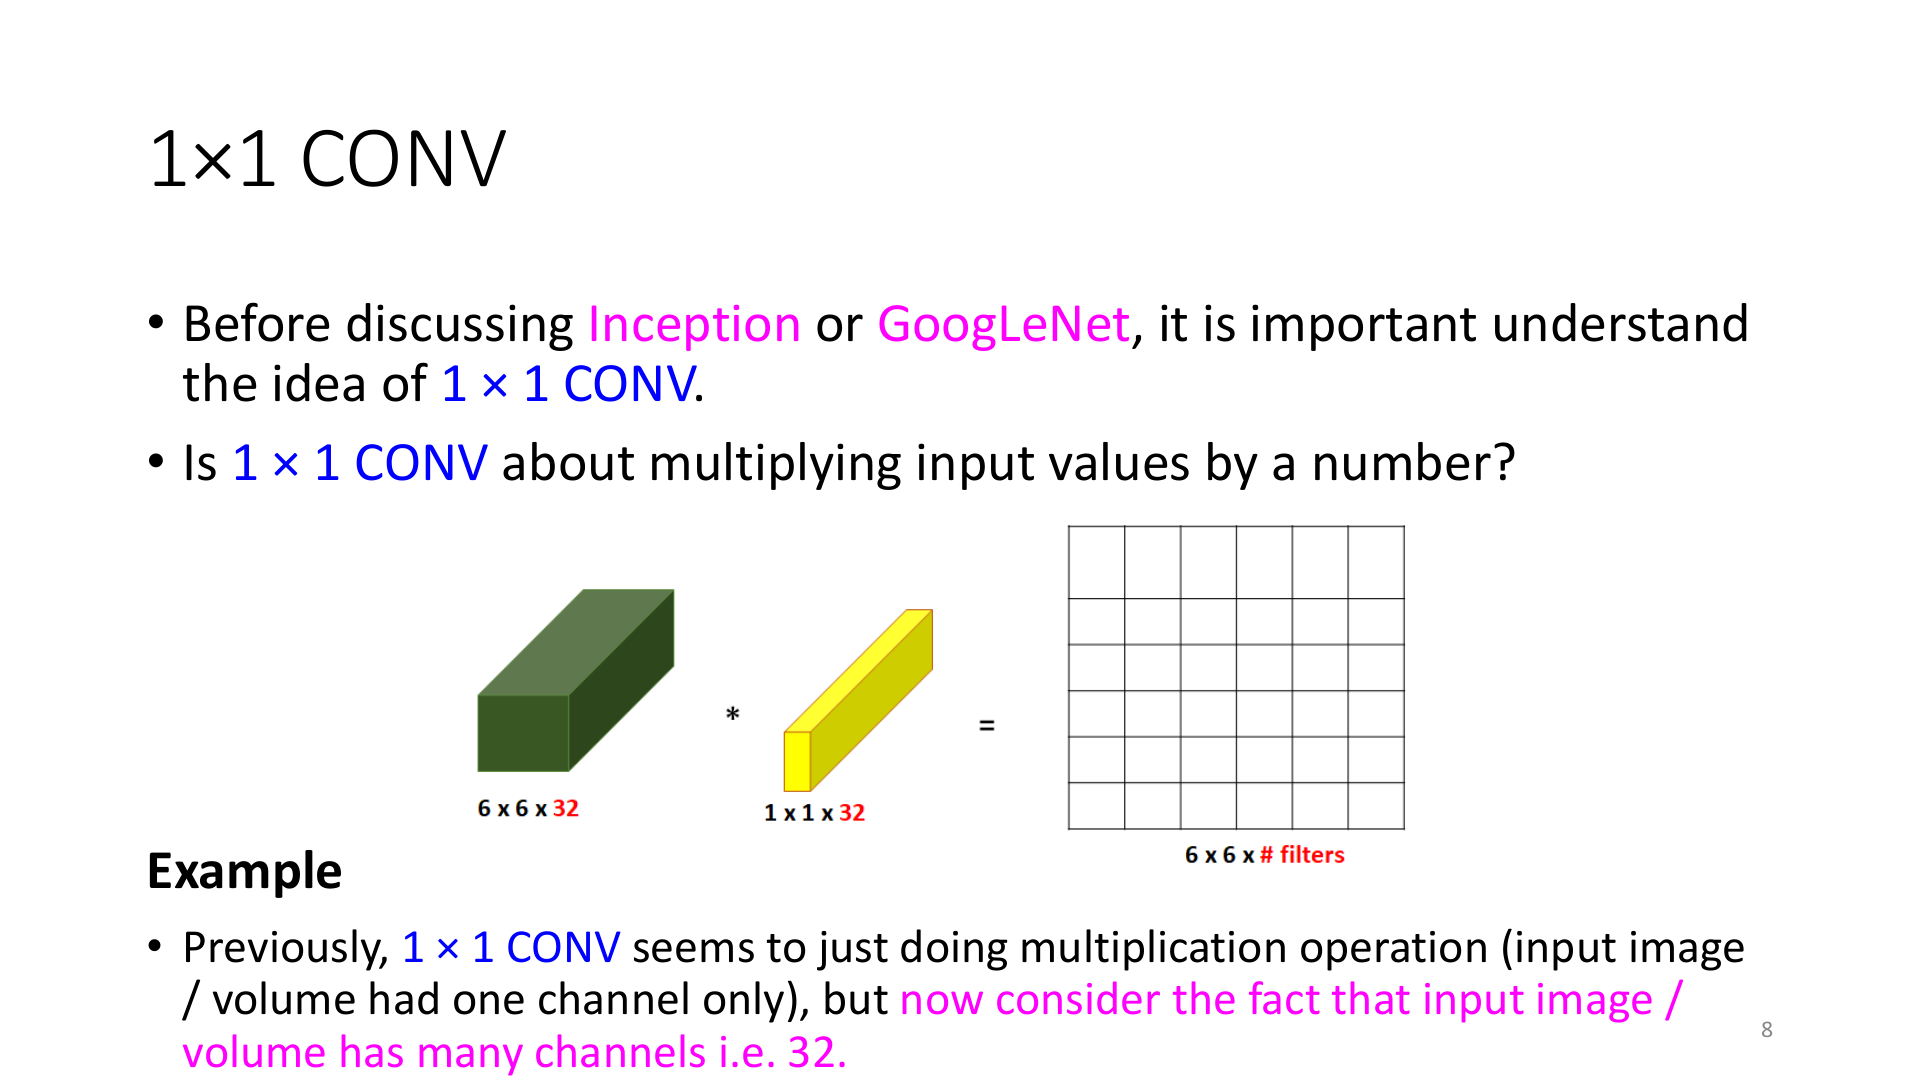 1×1 CONV
• Before discussing Inception or GoogLeNet, it is important understand
the idea of 1 × 1 CONV.
• Is 1 × 1 CONV about multiplying input values by a number?
*
=
6 x 6 x 32
1 x 1 x 32
6 x 6 x # filters
Example
• Previously, 1 × 1 CONV seems to just doing multiplication operation (input image
/ volume had one channel only), but now consider the fact that input image /
volume has many channels i.e. 32.
8